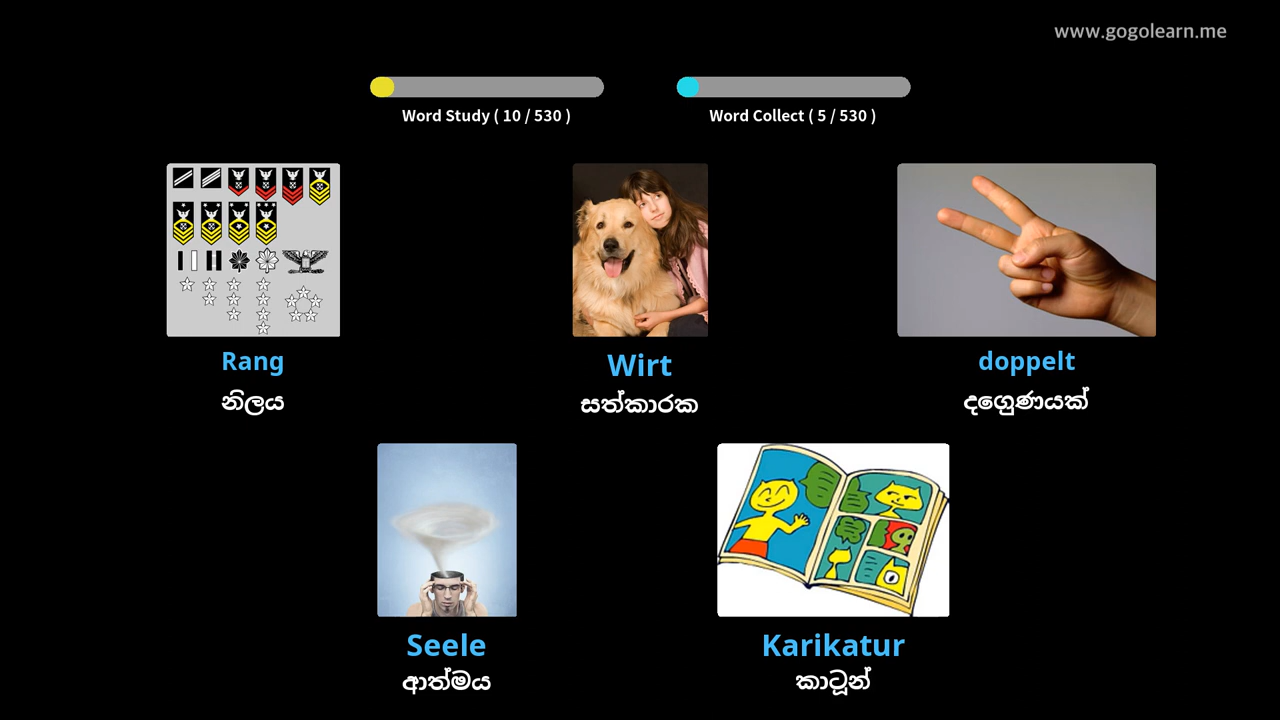 www.gogolearn.me
Word Study ( 10 / 530 )
Word Collect ( 5 / 530 )
Rang
Wirt
doppelt
නිලය
සත්කාරක
දෙගුණයක්
Seele
Karikatur
ආත්මය
කාටූන්